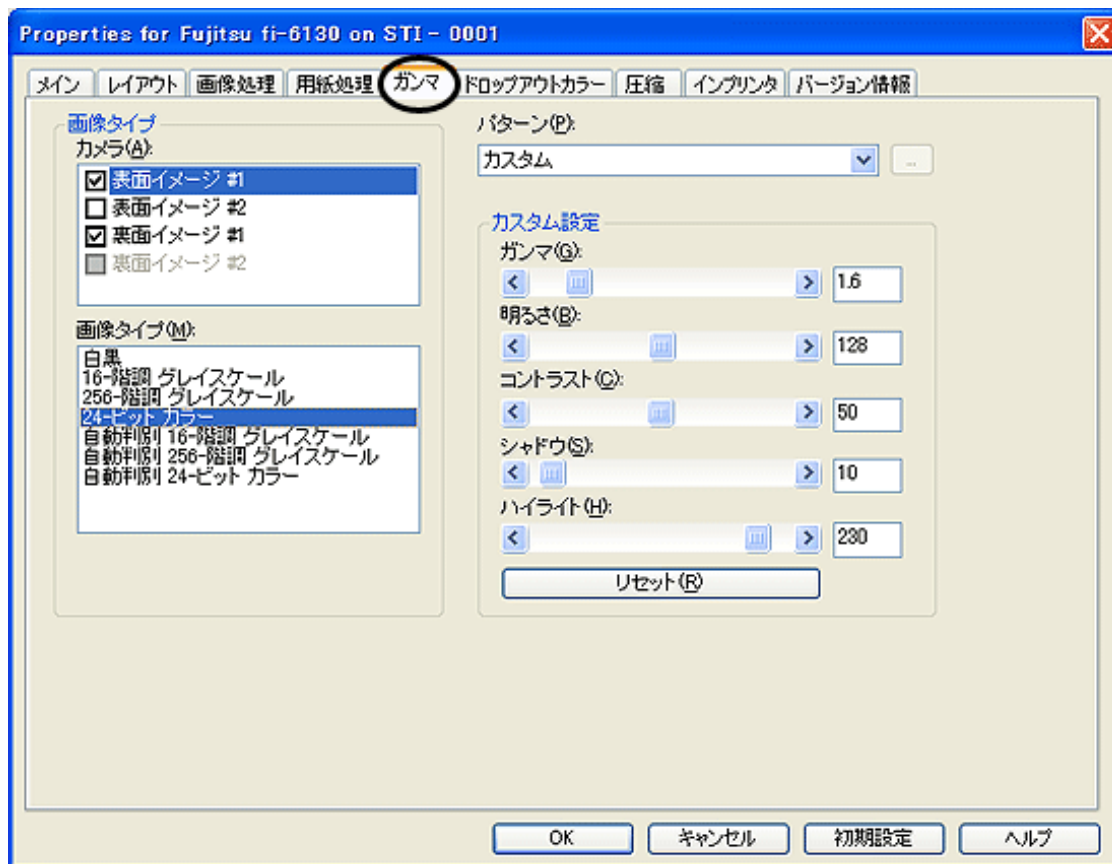 Properties for Fujitsu fi-6130 on STI - 0001
メイン レイアウト 画像処理 用紙処理 ガンマ ドロップアウトカラー 圧縮 インプリンタ バージョン情報
画像タイプ
カメラ(A):
表面イメージ #1
表面イメージ #2
裏面イメージ #1
裏面イメージ #2
画像タイプ(M):
白黒
16-階調 グレイスケール
256-階調 グレイスケール
24-ビット カラー
自動判別 16-階調 グレイスケール
自動判別 256-階調 グレイスケール
自動判別 24-ビット カラー
パターン(P):
カスタム
...
カスタム設定
ガンマ(G):
1.6
明るさ(B):
128
コントラスト(C):
50
シャドウ(S):
10
ハイライト(H):
230
リセット(R)
OK キャンセル 初期設定 ヘルプ